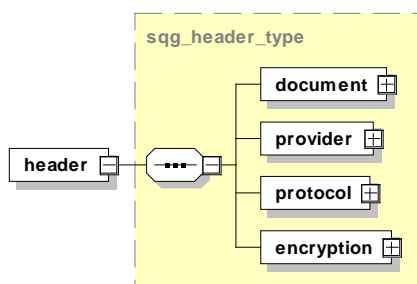 sqg_header_type
document
provider
header
protocol
encryption